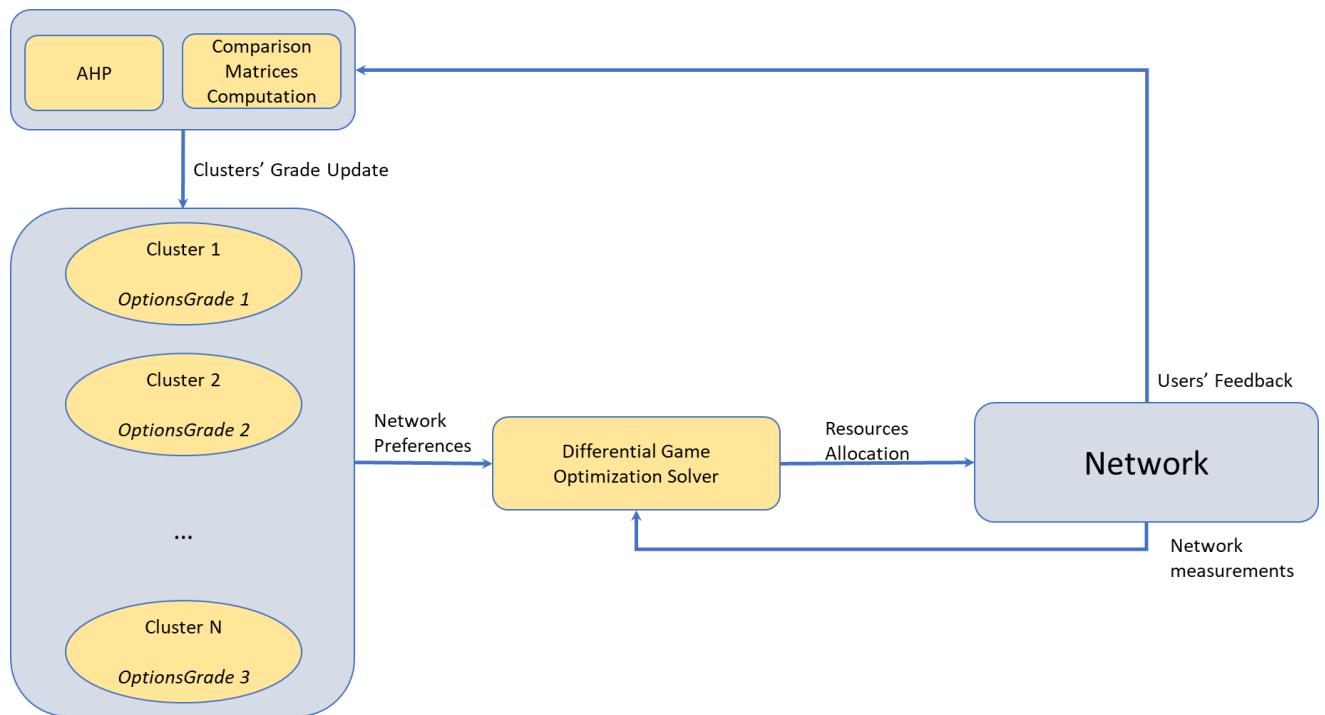 AHP
Comparison
Matrices
Computation
Clusters’ Grade Update
Cluster 1
OptionsGrade 1
Cluster 2
OptionsGrade 2
...
Cluster N
OptionsGrade 3
Network
Preferences
Differential Game
Optimization Solver
Resources
Allocation
Users’ Feedback
Network
Network
measurements